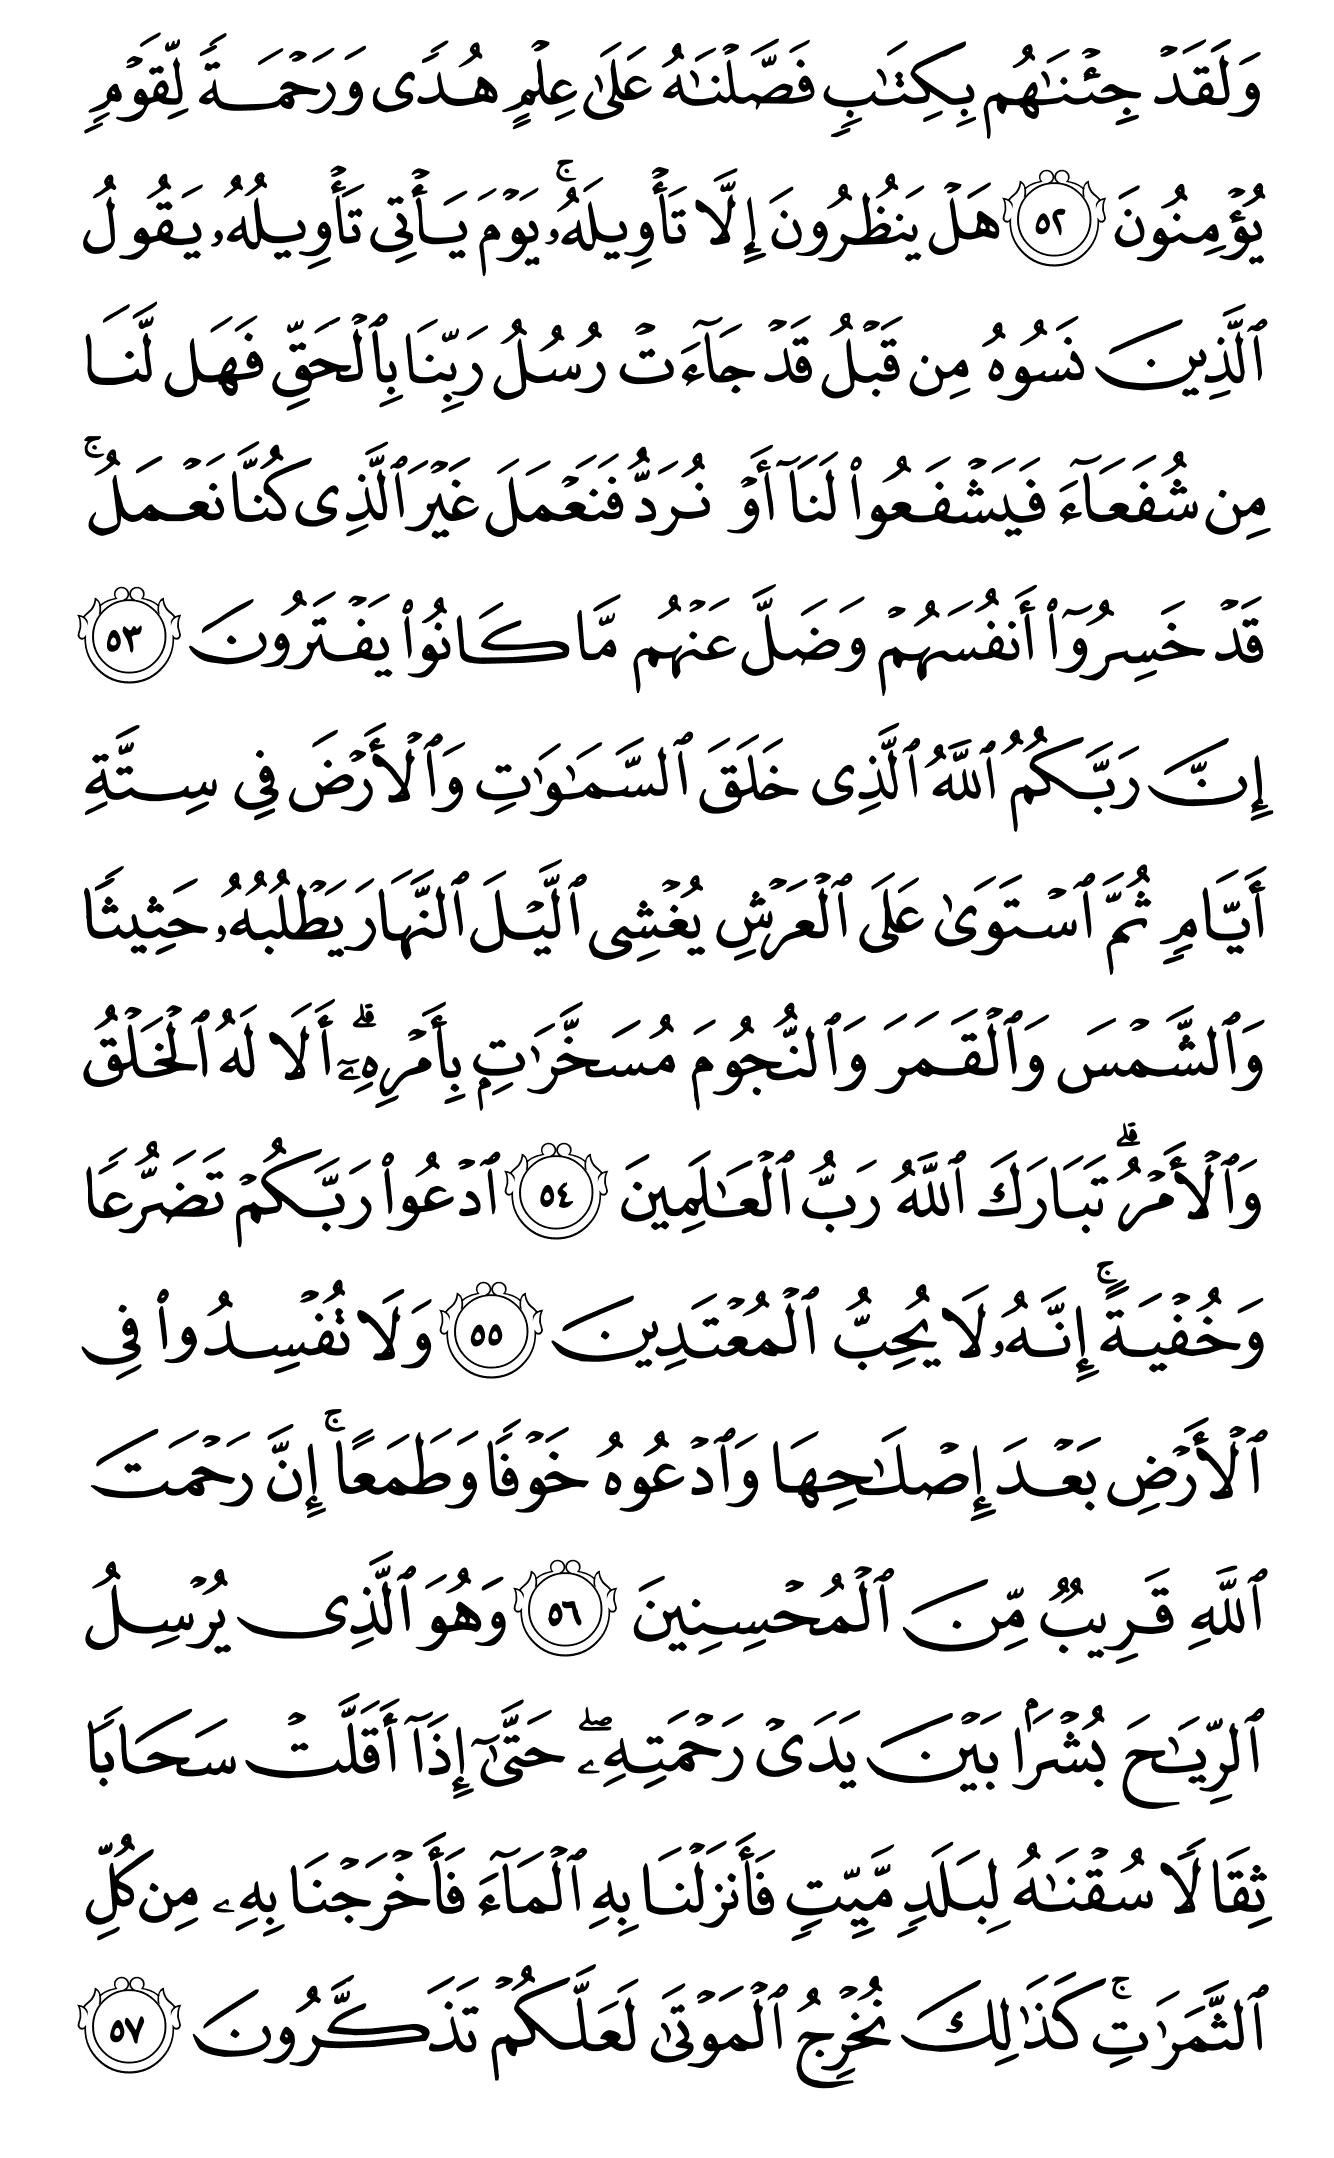 وَلَقَدۡ جِئۡنَٰهُم بِكِتَٰبٖ فَصَّلۡنَٰهُ عَلَىٰ عِلۡمٍ هُدٗى وَرَحۡمَةٗ لِّقَوۡمٖ
يُؤۡمِنُونَ ٥٢ هَلۡ يَنظُرُونَ إِلَّا تَأۡوِيلَهُۥۚ يَوۡمَ يَأۡتِي تَأۡوِيلُهُۥ يَقُولُ
ٱلَّذِينَ نَسُوهُ مِن قَبۡلُ قَدۡ جَآءَتۡ رُسُلُ رَبِّنَا بِٱلۡحَقِّ فَهَل لَّنَا
مِن شُفَعَآءَ فَيَشۡفَعُواْ لَنَآ أَوۡ نُرَدُّ فَنَعۡمَلَ غَيۡرَ ٱلَّذِي كُنَّا نَعۡمَلُۚ
قَدۡ خَسِرُوٓاْ أَنفُسَهُمۡ وَضَلَّ عَنۡهُم مَّا كَانُواْ يَفۡتَرُونَ ٥٣
إِنَّ رَبَّكُمُ ٱللَّهُ ٱلَّذِي خَلَقَ ٱلسَّمَٰوَٰتِ وَٱلۡأَرۡضَ فِي سِتَّةِ
أَيَّامٖ ثُمَّ ٱسۡتَوَىٰ عَلَى ٱلۡعَرۡشِ يُغۡشِي ٱلَّيۡلَ ٱلنَّهَارَ يَطۡلُبُهُۥ حَثِيثٗا
وَٱلشَّمۡسَ وَٱلۡقَمَرَ وَٱلنُّجُومَ مُسَخَّرَٰتِۭ بِأَمۡرِهِۦٓۗ أَلَا لَهُ ٱلۡخَلۡقُ
وَٱلۡأَمۡرُۗ تَبَارَكَ ٱللَّهُ رَبُّ ٱلۡعَٰلَمِينَ ٥٤ ٱدۡعُواْ رَبَّكُمۡ تَضَرُّعٗا
وَخُفۡيَةًۚ إِنَّهُۥ لَا يُحِبُّ ٱلۡمُعۡتَدِينَ ٥٥ وَلَا تُفۡسِدُواْ فِي
ٱلۡأَرۡضِ بَعۡدَ إِصۡلَٰحِهَا وَٱدۡعُوهُ خَوۡفٗا وَطَمَعًاۚ إِنَّ رَحۡمَتَ
ٱللَّهِ قَرِيبٞ مِّنَ ٱلۡمُحۡسِنِينَ ٥٦ وَهُوَ ٱلَّذِي يُرۡسِلُ
ٱلرِّيَٰحَ بُشۡرَۢا بَيۡنَ يَدَيۡ رَحۡمَتِهِۦۖ حَتَّىٰٓ إِذَآ أَقَلَّتۡ سَحَابٗا
ثِقَالٗا سُقۡنَٰهُ لِبَلَدٖ مَّيِّتٖ فَأَنزَلۡنَا بِهِ ٱلۡمَآءَ فَأَخۡرَجۡنَا بِهِۦ مِن كُلِّ
ٱلثَّمَرَٰتِۚ كَذَٰلِكَ نُخۡرِجُ ٱلۡمَوۡتَىٰ لَعَلَّكُمۡ تَذَكَّرُونَ ٥٧